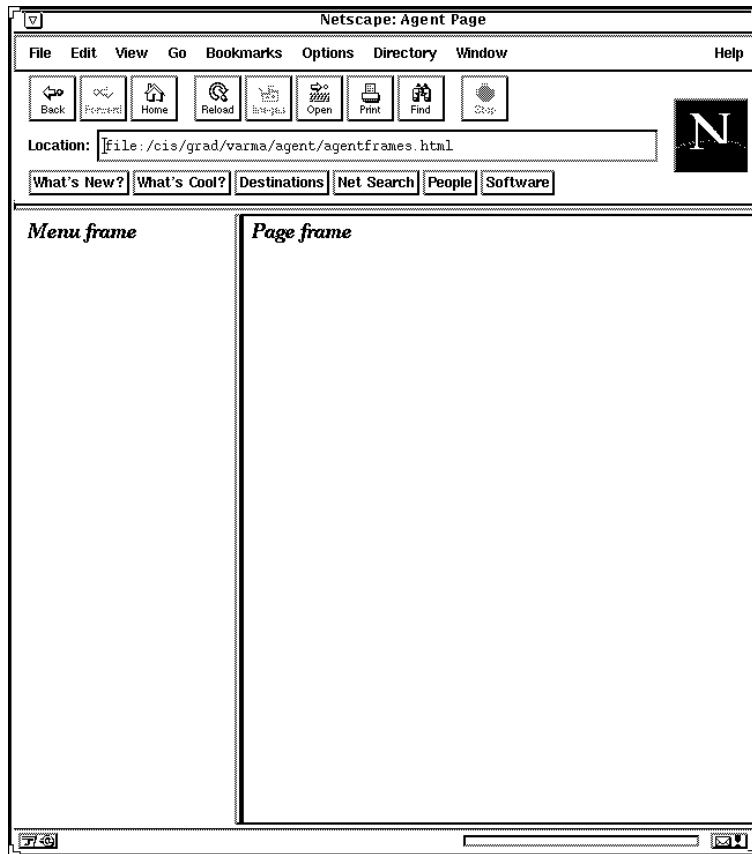 Netscape: Agent Page
File Edit View Go Bookmarks Options Directory Window Help
Back Forward Home Reload Images Open Print Find Stop
N
Location: file:/cis/grad/varma/agent/agentframes.html
What's New? What's Cool? Destinations Net Search People Software
Menu frame Page frame